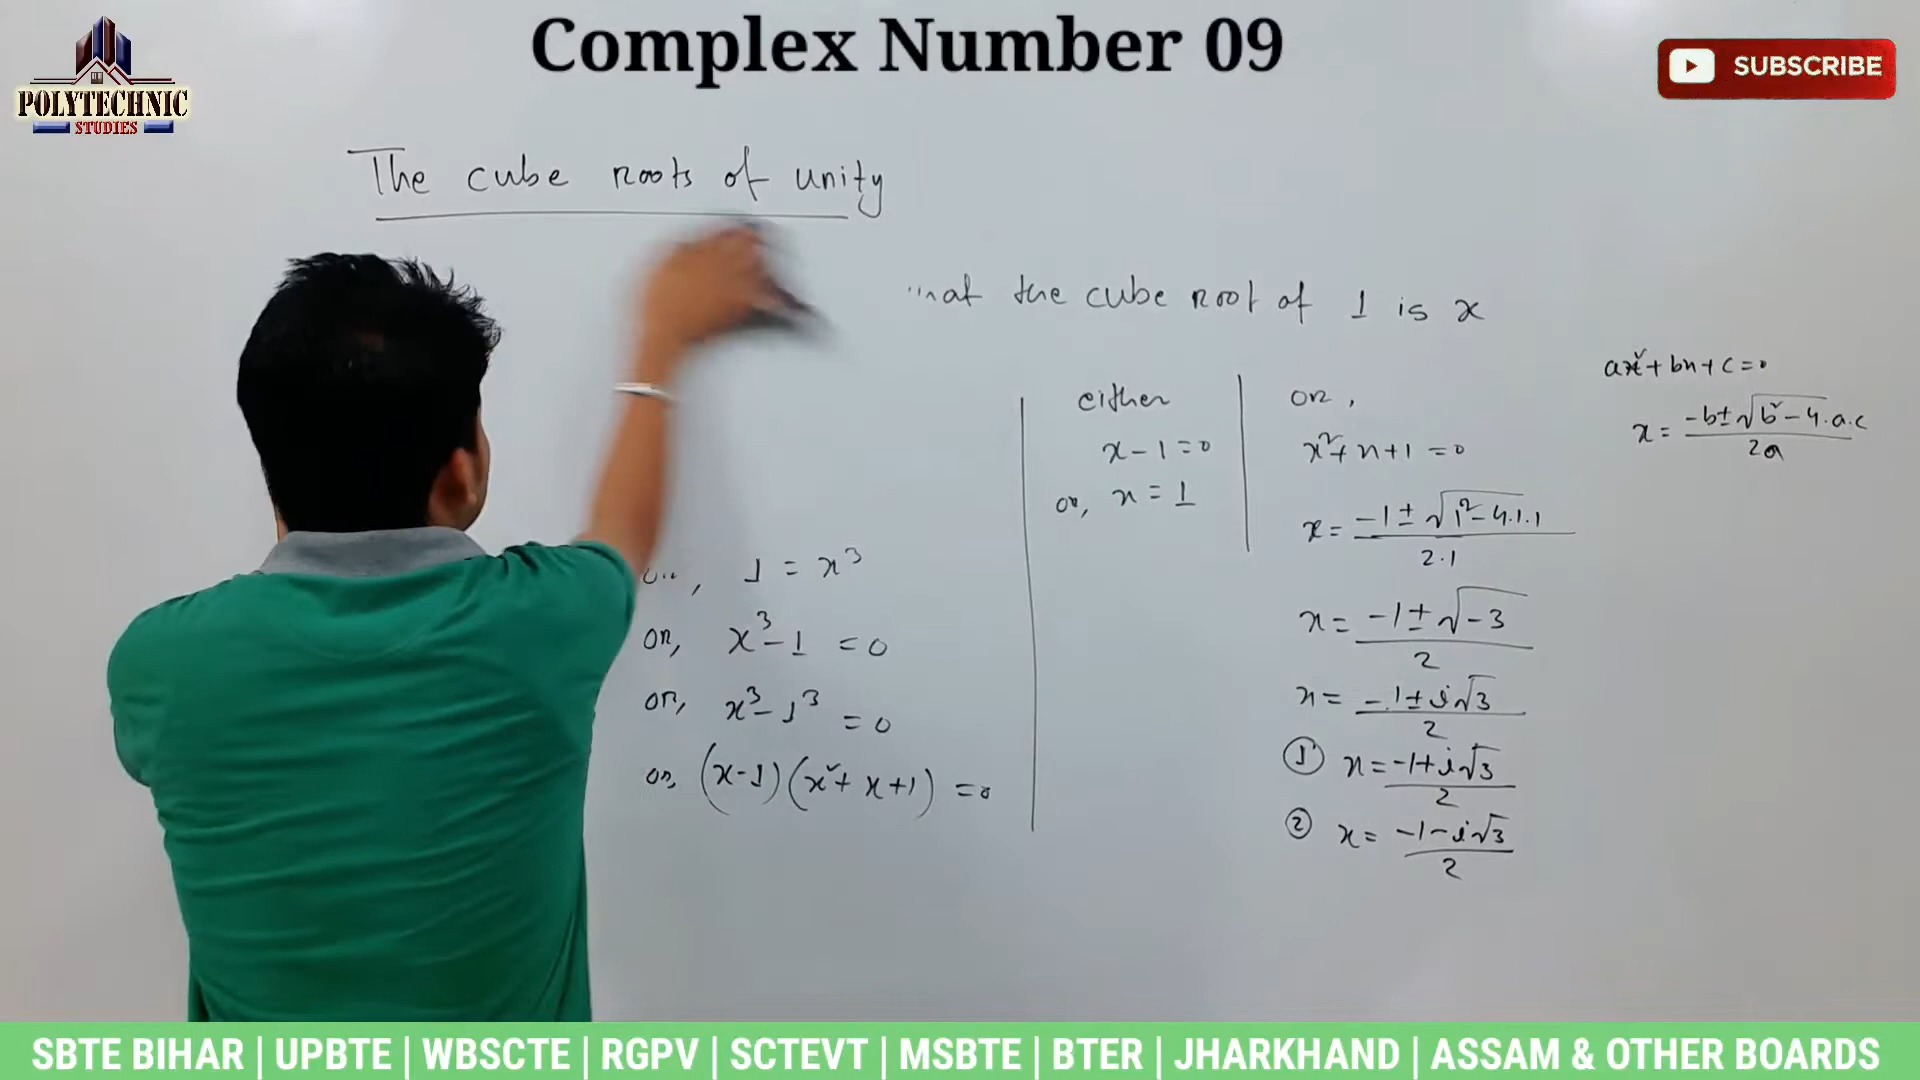 Complex Number 09
POLYTECHNIC
STUDIES
SUBSCRIBE
The cube roots of unity
the cube root of 1 is x
or, 1 = x³
or, x³ - 1 = 0
or, x³ - 1³ = 0
or, (x-1)(x²+x+1) = 0
either
x - 1 = 0
or, x = 1
or,
x² + x + 1 = 0
x = (-1 ± √(1² - 4.1.1))/2.1
x = (-1 ± √-3)/2
x = (-1 ± i√3)/2
① x = (-1 + i√3)/2
② x = (-1 - i√3)/2
ax² + bx + c = 0
x = (-b ± √(b² - 4.a.c))/2a
SBTE BIHAR | UPBTE | WBSCTE | RGPV | SCTEVT | MSBTE | BTER | JHARKHAND | ASSAM & OTHER BOARDS